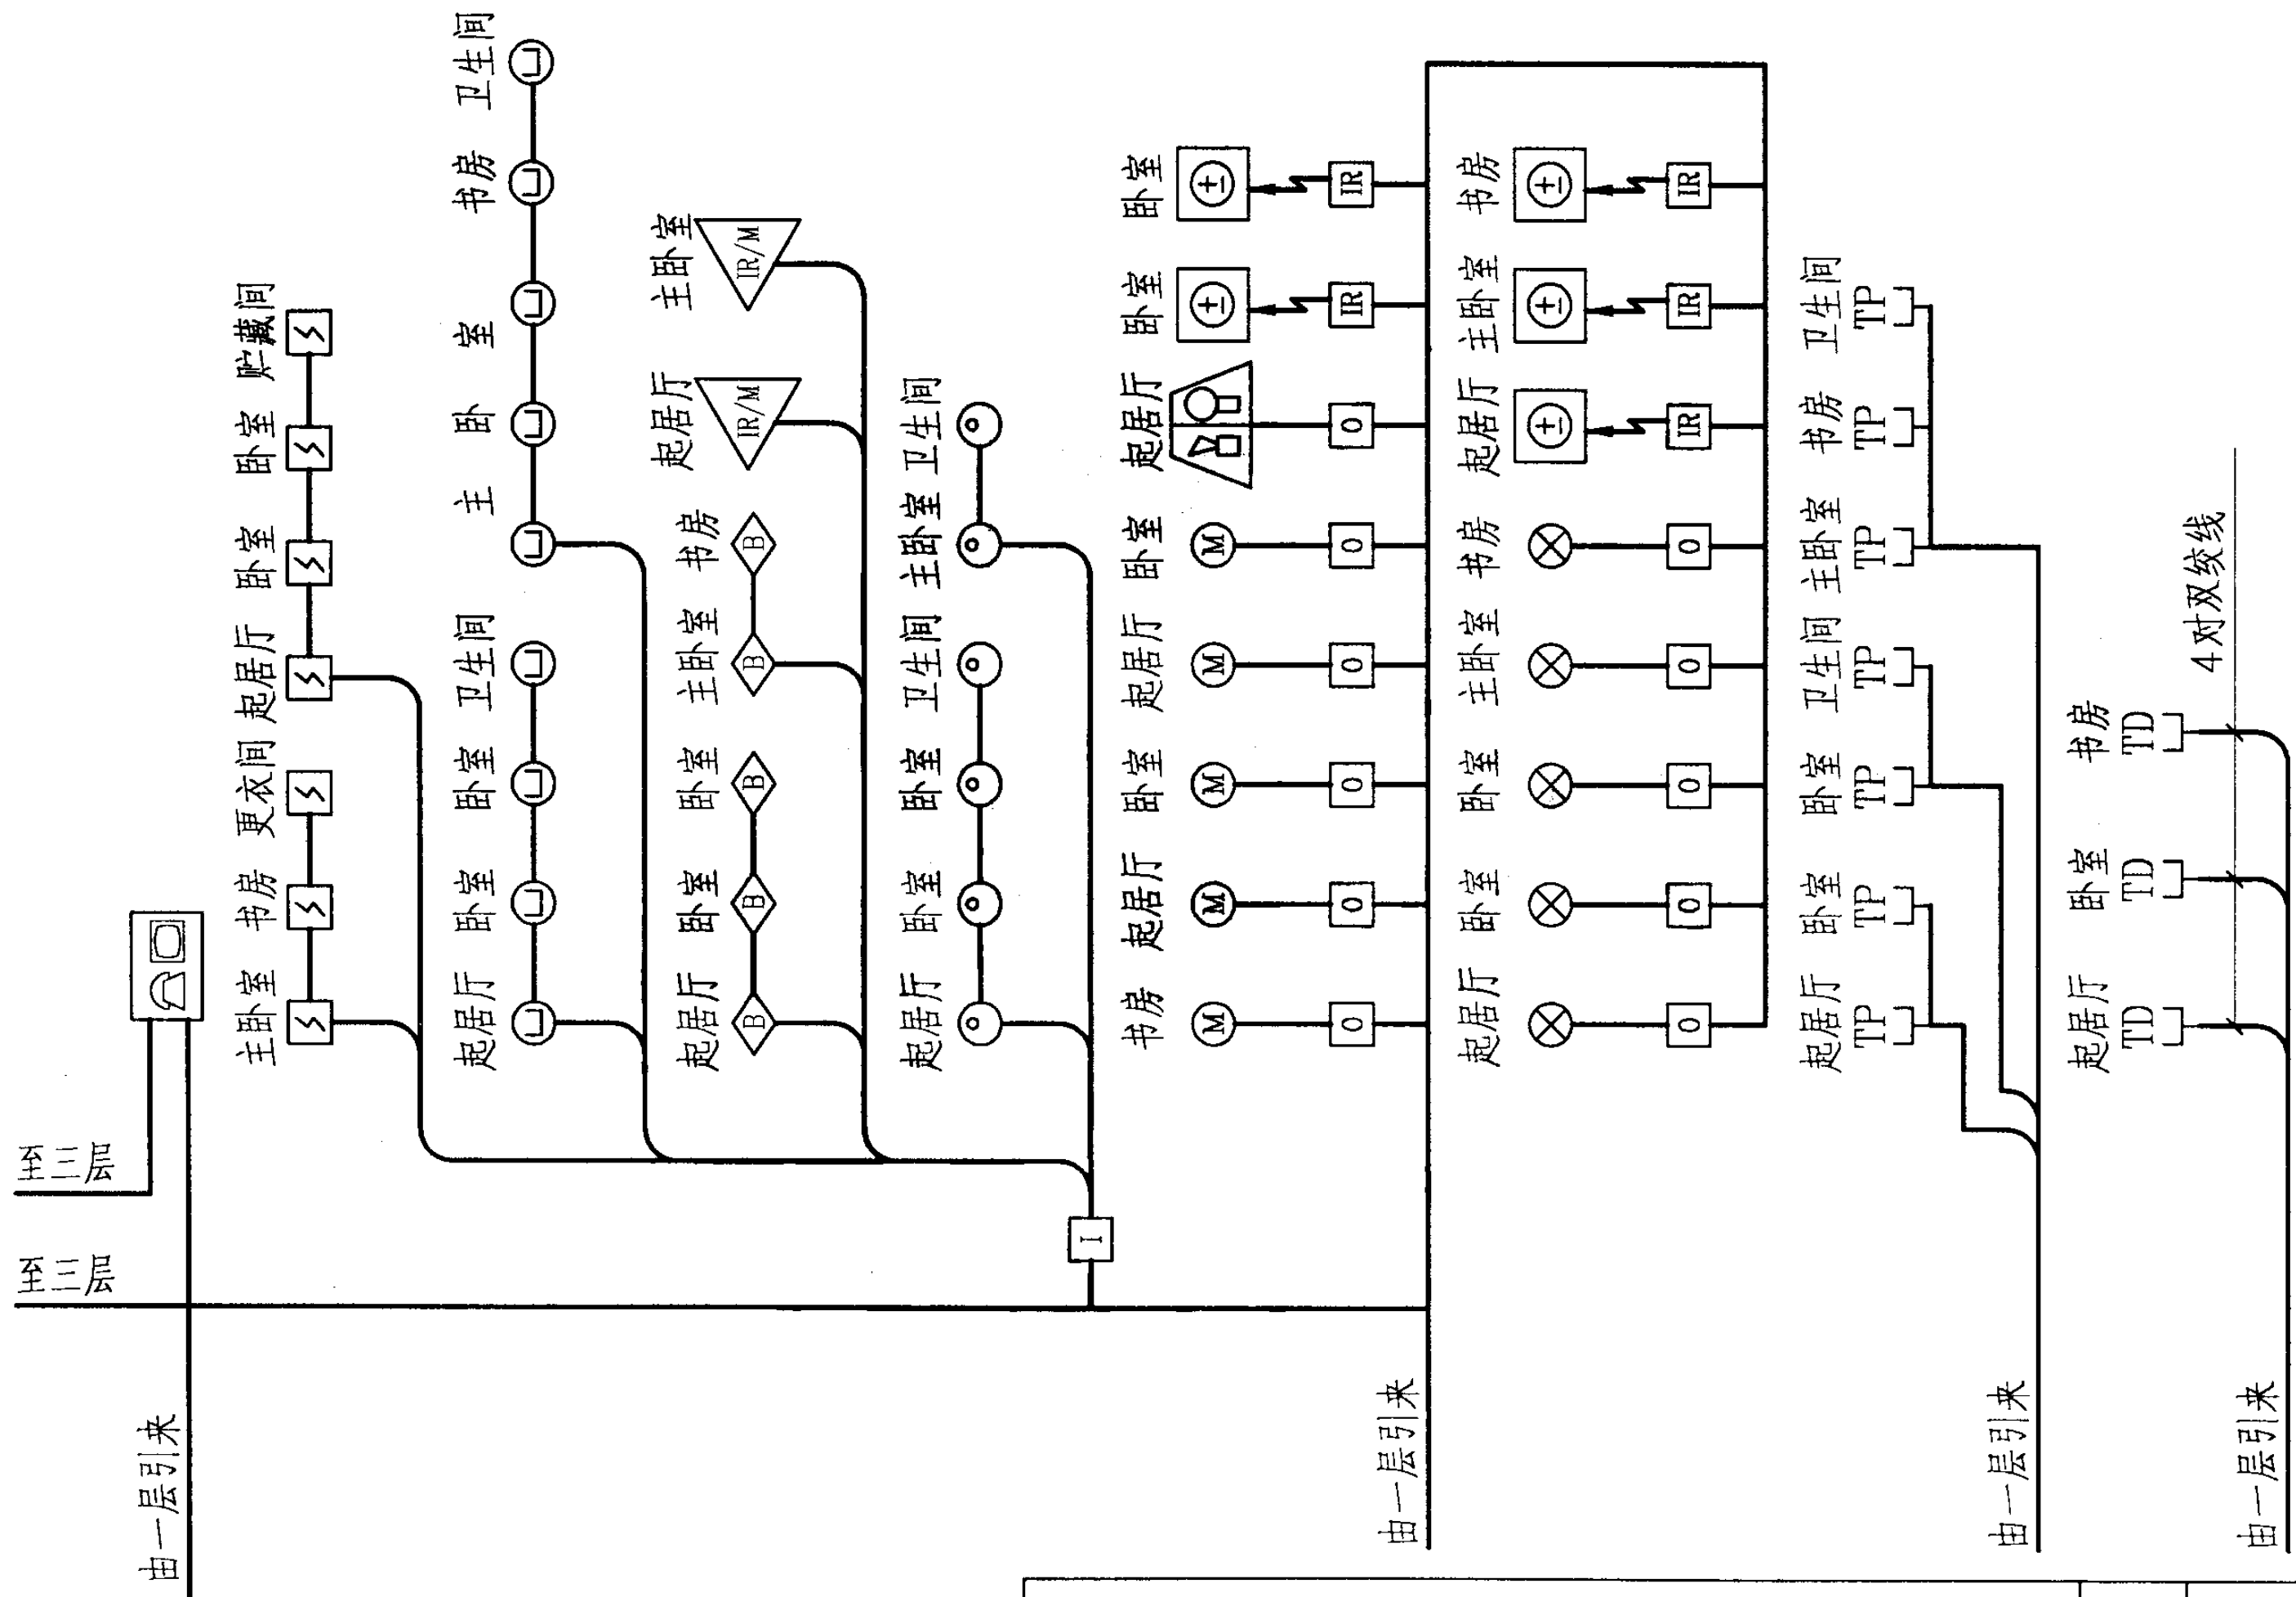 至三层
至三层
由一层引来
主卧室 书房 更衣间 起居厅 卧室 卧室 贮藏间
起居厅 卧室 卧室 卫生间 主卧室 书房 卫生间
起居厅 卧室 卧室 主卧室 书房 起居厅 主卧室
B B B B B IR/M IR/M
起居厅 卧室 卧室 卫生间 主卧室 卫生间
I
书房 起居厅 卧室 起居厅 卧室 起居厅 卧室 卧室
M M M M M
O O O O O O IR IR
由一层引来
起居厅 卧室 卧室 主卧室 书房 起居厅 主卧室 书房
± ± ± ± ±
O O O O O IR IR IR
起居厅 卧室 卧室 卫生间 主卧室 书房 卫生间
TP TP TP TP TP TP TP
由一层引来
起居厅 卧室 书房
TD TD TD
4对双绞线
由一层引来